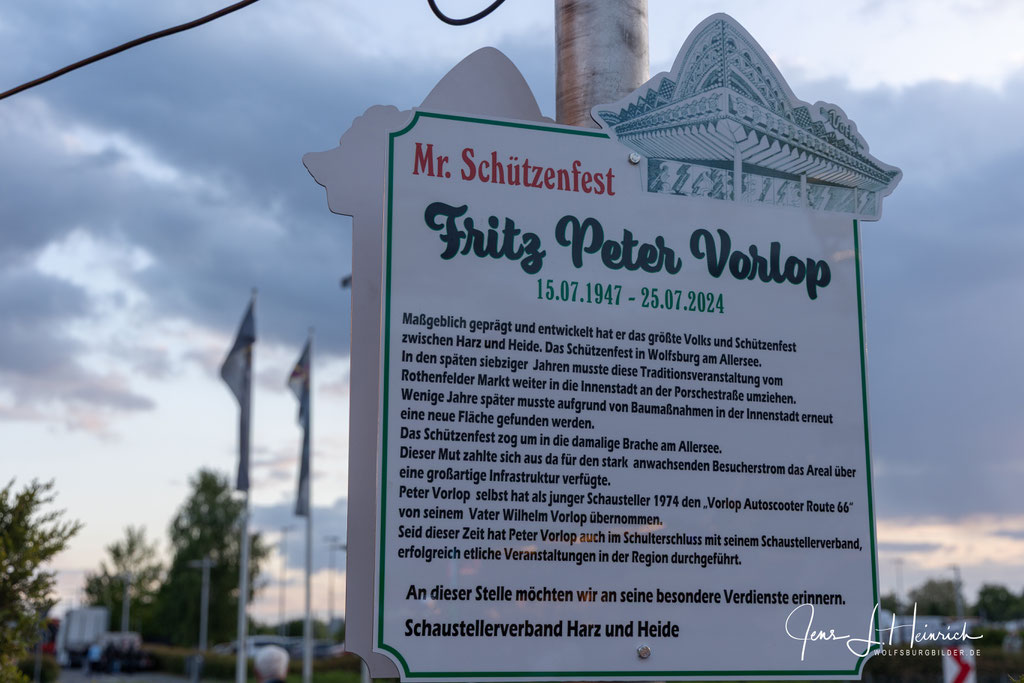 Mr. Schützenfest
Fritz Peter Vorlop
15.07.1947 - 25.07.2024
Maßgeblich geprägt und entwickelt hat er das größte Volks und Schützenfest
zwischen Harz und Heide. Das Schützenfest in Wolfsburg am Allersee.
In den späten siebziger Jahren musste diese Traditionsveranstaltung vom
Rothenfelder Markt weiter in die Innenstadt an der Porschestraße umziehen.
Wenige Jahre später musste aufgrund von Baumaßnahmen in der Innenstadt erneut
eine neue Fläche gefunden werden.
Das Schützenfest zog um in die damalige Brache am Allersee.
Dieser Mut zahlte sich aus da für den stark anwachsenden Besucherstrom das Areal über
eine großartige Infrastruktur verfügte.
Peter Vorlop selbst hat als junger Schausteller 1974 den „Vorlop Autoscooter Route 66“
von seinem Vater Wilhelm Vorlop übernommen.
Seid dieser Zeit hat Peter Vorlop auch im Schulterschluss mit seinem Schaustellerverband,
erfolgreich etliche Veranstaltungen in der Region durchgeführt.
An dieser Stelle möchten wir an seine besondere Verdienste erinnern.
Schaustellerverband Harz und Heide
Jens L. Heinrich
WOLFSBURGBILDER.DE